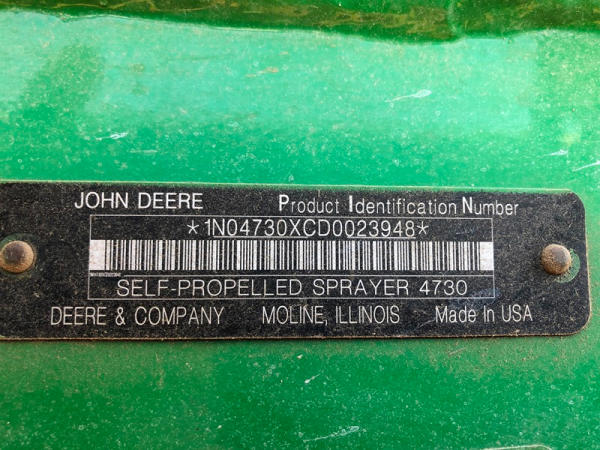 JOHN DEERE Product Identification Number
*1N04730XCD0023948*
SELF-PROPELLED SPRAYER 4730
DEERE & COMPANY MOLINE, ILLINOIS Made in USA